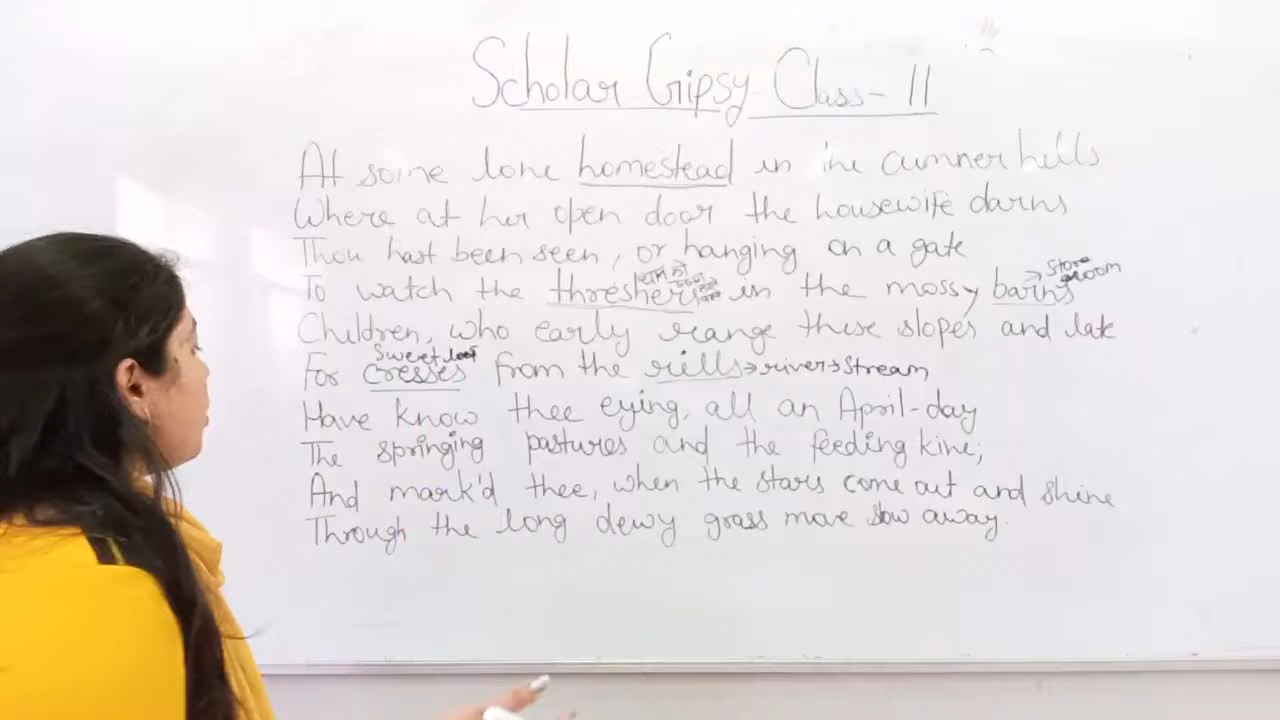 Scholar Gipsy Class-11
At some lone homestead in the cumner hills
Where at her open door the housewife darns
Thou hast been seen, or hanging on a gate
To watch the threshers in the mossy barns → Store room
Children, who early range these slopes and late
Sweet leaf
For cresses from the rills → river → Stream
Have know thee eying, all an April-day
The springing pastures and the feeding kine;
And mark'd thee, when the stars come out and shine
Through the long dewy grass move slow away.